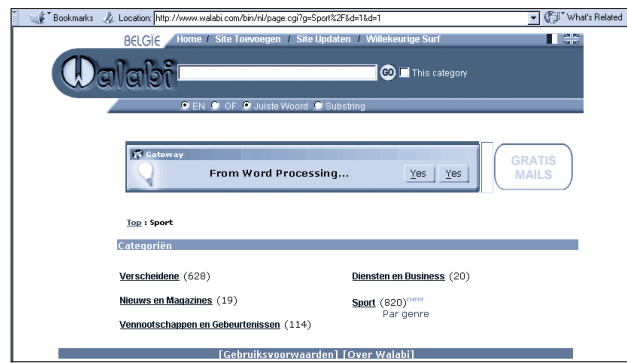 Bookmarks Location: http://www.walabi.com/bin/nl/page.cgi?g=Sport%2F&d=1&d=1 What's Related
BELGIE Home / Site Toevoegen / Site Updaten / Willekeurige Surf
Walabi GO This category
EN OF Juiste Woord Substring
Gateway
From Word Processing... Yes Yes
GRATIS
MAILS
Top : Sport
Categoriën
Verscheidene (628) Diensten en Business (20)
Nieuws en Magazines (19) Sport (820) new
Par genre
Vennootschappen en Gebeurtenissen (114)
[Gebruiksvoorwaarden] [Over Walabi]